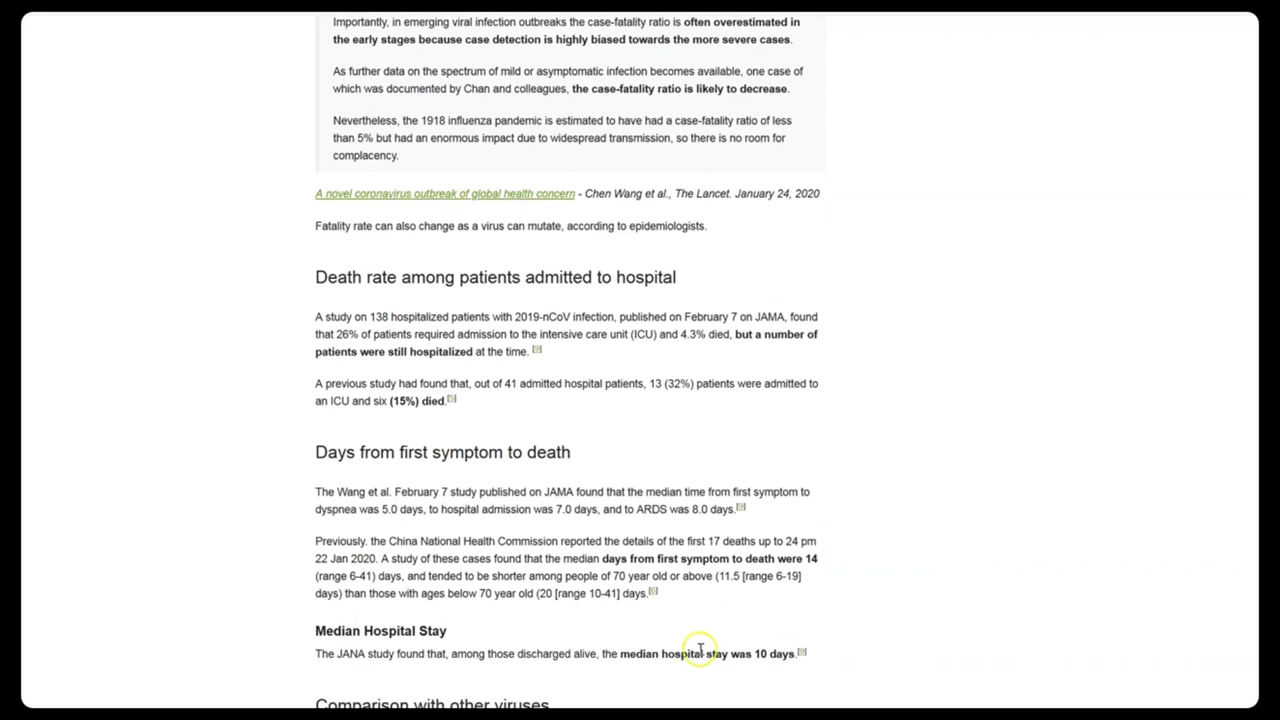 Importantly, in emerging viral infection outbreaks the case-fatality ratio is often overestimated in
the early stages because case detection is highly biased towards the more severe cases.
As further data on the spectrum of mild or asymptomatic infection becomes available, one case of
which was documented by Chan and colleagues, the case-fatality ratio is likely to decrease.
Nevertheless, the 1918 influenza pandemic is estimated to have had a case-fatality ratio of less
than 5% but had an enormous impact due to widespread transmission, so there is no room for
complacency.
A novel coronavirus outbreak of global health concern - Chen Wang et al., The Lancet. January 24, 2020
Fatality rate can also change as a virus can mutate, according to epidemiologists.
Death rate among patients admitted to hospital
A study on 138 hospitalized patients with 2019-nCoV infection, published on February 7 on JAMA, found
that 26% of patients required admission to the intensive care unit (ICU) and 4.3% died, but a number of
patients were still hospitalized at the time. [9]
A previous study had found that, out of 41 admitted hospital patients, 13 (32%) patients were admitted to
an ICU and six (15%) died.[5]
Days from first symptom to death
The Wang et al. February 7 study published on JAMA found that the median time from first symptom to
dyspnea was 5.0 days, to hospital admission was 7.0 days, and to ARDS was 8.0 days.[9]
Previously. the China National Health Commission reported the details of the first 17 deaths up to 24 pm
22 Jan 2020. A study of these cases found that the median days from first symptom to death were 14
(range 6-41) days, and tended to be shorter among people of 70 year old or above (11.5 [range 6-19]
days) than those with ages below 70 year old (20 [range 10-41] days.[6]
Median Hospital Stay
The JANA study found that, among those discharged alive, the median hospital stay was 10 days.[9]
Comparison with other viruses